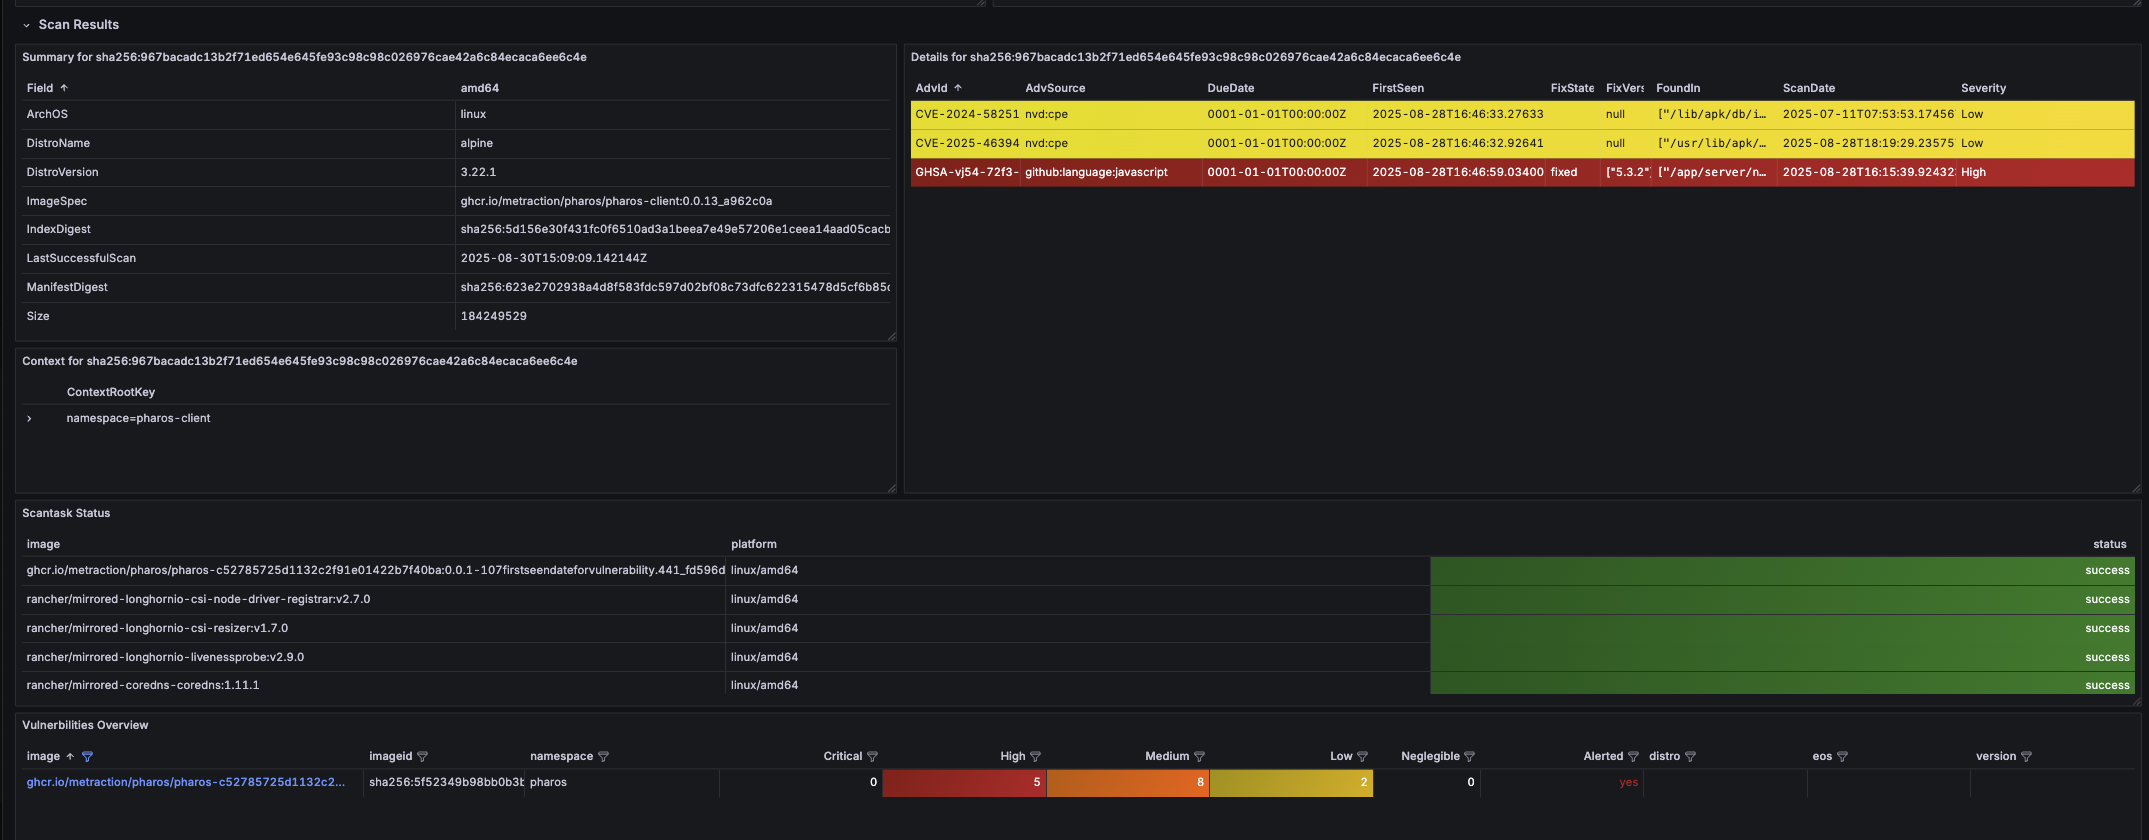 Scan Results
Summary for sha256:967bacadc13b2f71ed654e645fe93c98c98c026976cae42a6c84ecaca6ee6c4e
Field amd64
ArchOS linux
DistroName alpine
DistroVersion 3.22.1
ImageSpec ghcr.io/metraction/pharos/pharos-client:0.0.13_a962c0a
IndexDigest sha256:5d156e30f431fc0f6510ad3a1beea7e49e57206e1ceea14aad05cacb
LastSuccessfulScan 2025-08-30T15:09:09.142144Z
ManifestDigest sha256:623e2702938a4d8f583fdc597d02bf08c73dfc622315478d5cf6b85c
Size 184249529
Context for sha256:967bacadc13b2f71ed654e645fe93c98c98c026976cae42a6c84ecaca6ee6c4e
ContextRootKey
namespace=pharos-client
Details for sha256:967bacadc13b2f71ed654e645fe93c98c98c026976cae42a6c84ecaca6ee6c4e
AdvId AdvSource DueDate FirstSeen FixState FixVers FoundIn ScanDate Severity
CVE-2024-58251 nvd:cpe 0001-01-01T00:00:00Z 2025-08-28T16:46:33.27633 null ["/lib/apk/db/i... 2025-07-11T07:53:53.17456 Low
CVE-2025-46394 nvd:cpe 0001-01-01T00:00:00Z 2025-08-28T16:46:32.92641 null ["/usr/lib/apk/... 2025-08-28T18:19:29.23575 Low
GHSA-vj54-72f3- github:language:javascript 0001-01-01T00:00:00Z 2025-08-28T16:46:59.03400 fixed ["5.3.2"] ["/app/server/n... 2025-08-28T16:15:39.92432 High
Scantask Status
image platform status
ghcr.io/metraction/pharos/pharos-c52785725d1132c2f91e01422b7f40ba:0.0.1-107firstseendateforvulnerability.441_fd596d linux/amd64 success
rancher/mirrored-longhornio-csi-node-driver-registrar:v2.7.0 linux/amd64 success
rancher/mirrored-longhornio-csi-resizer:v1.7.0 linux/amd64 success
rancher/mirrored-longhornio-livenessprobe:v2.9.0 linux/amd64 success
rancher/mirrored-coredns-coredns:1.11.1 linux/amd64 success
Vulnerbilities Overview
image imageid namespace Critical High Medium Low Neglegible Alerted distro eos version
ghcr.io/metraction/pharos/pharos-c52785725d1132c2... sha256:5f52349b98bb0b3b pharos 0 5 8 2 0 yes